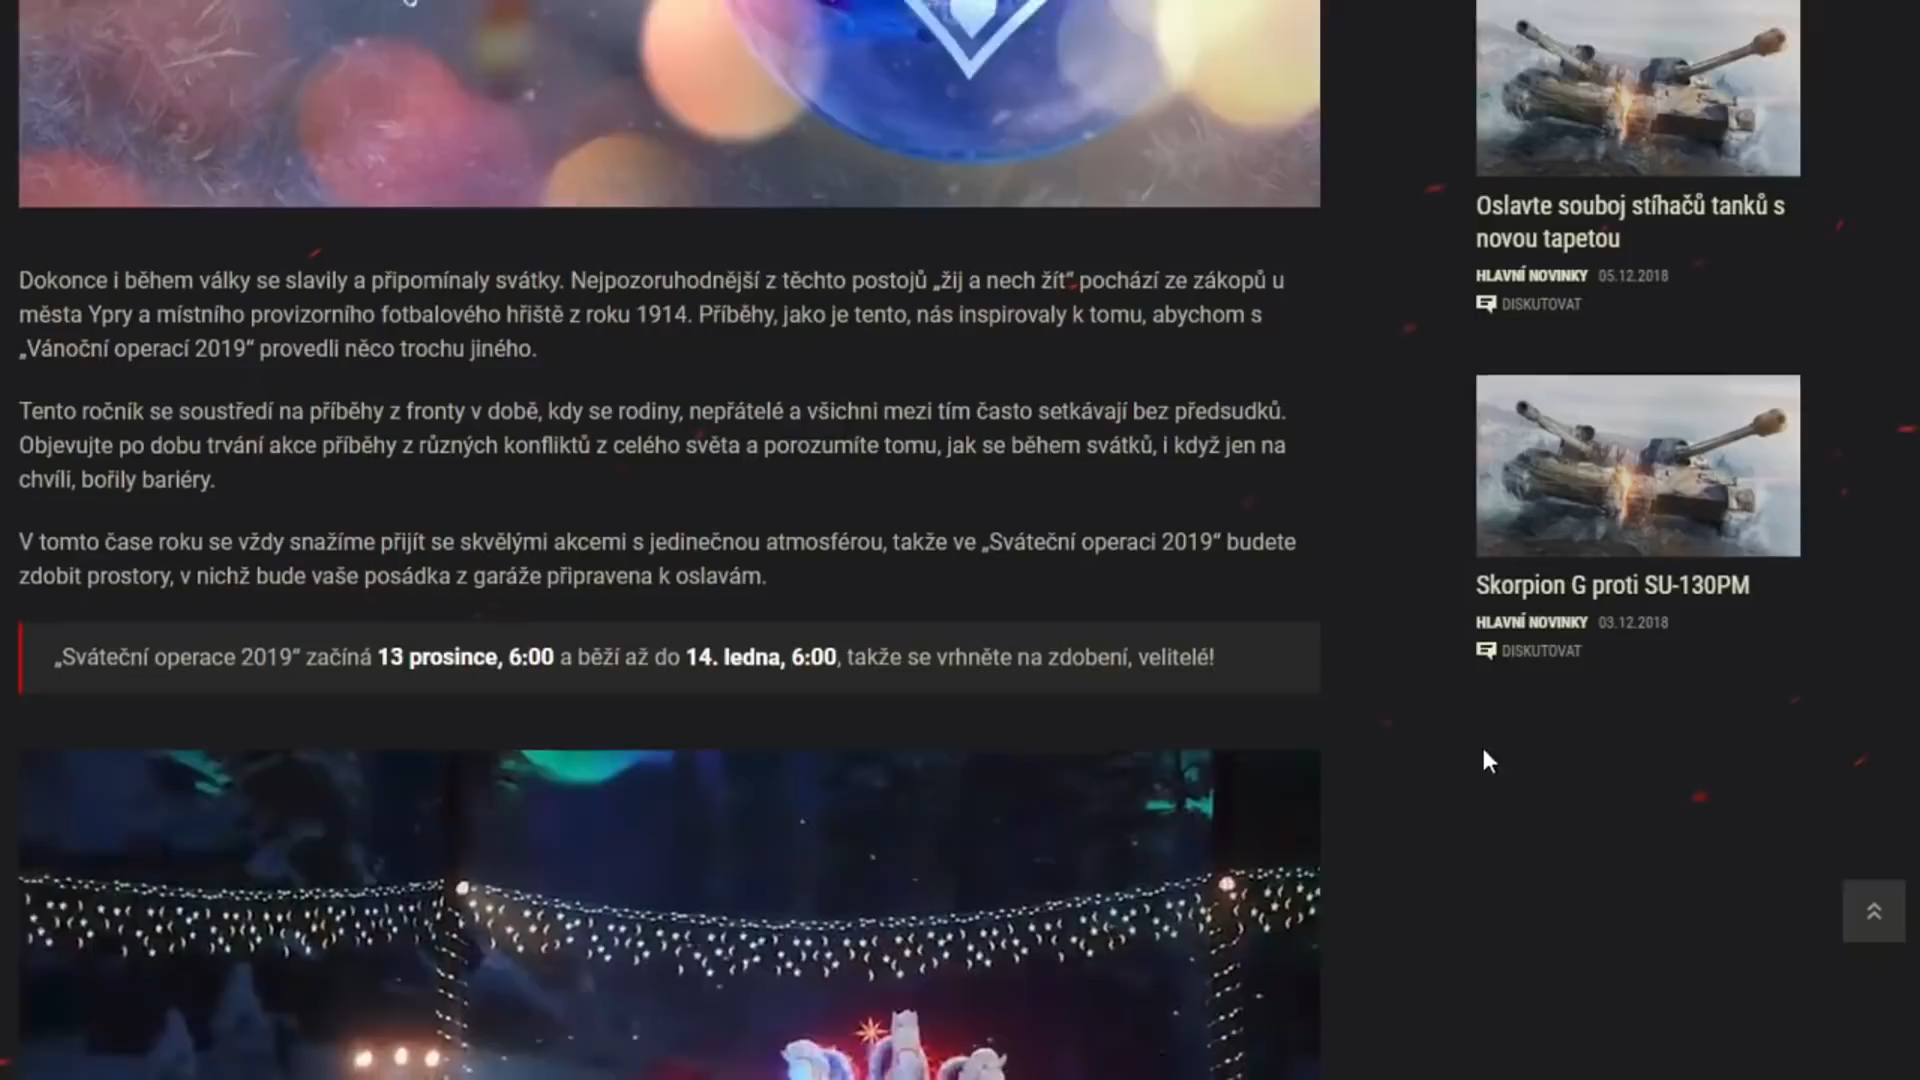 Dokonce i během války se slavily a připomínaly svátky. Nejpozoruhodnější z těchto postojů „žij a nech žít“ pochází ze zákopů u
města Ypry a místního provizorního fotbalového hřiště z roku 1914. Příběhy, jako je tento, nás inspirovaly k tomu, abychom s
„Vánoční operací 2019“ provedli něco trochu jiného.
Tento ročník se soustředí na příběhy z fronty v době, kdy se rodiny, nepřátelé a všichni mezi tím často setkávají bez předsudků.
Objevujte po dobu trvání akce příběhy z různých konfliktů z celého světa a porozumíte tomu, jak se během svátků, i když jen na
chvíli, bořily bariéry.
V tomto čase roku se vždy snažíme přijít se skvělými akcemi s jedinečnou atmosférou, takže ve „Sváteční operaci 2019“ budete
zdobit prostory, v nichž bude vaše posádka z garáže připravena k oslavám.
„Sváteční operace 2019“ začíná 13 prosince, 6:00 a běží až do 14. ledna, 6:00, takže se vrhněte na zdobení, velitelé!
Oslavte souboj stíhačů tanků s
novou tapetou
HLAVNÍ NOVINKY 05.12.2018
DISKUTOVAT
Skorpion G proti SU-130PM
HLAVNÍ NOVINKY 03.12.2018
DISKUTOVAT